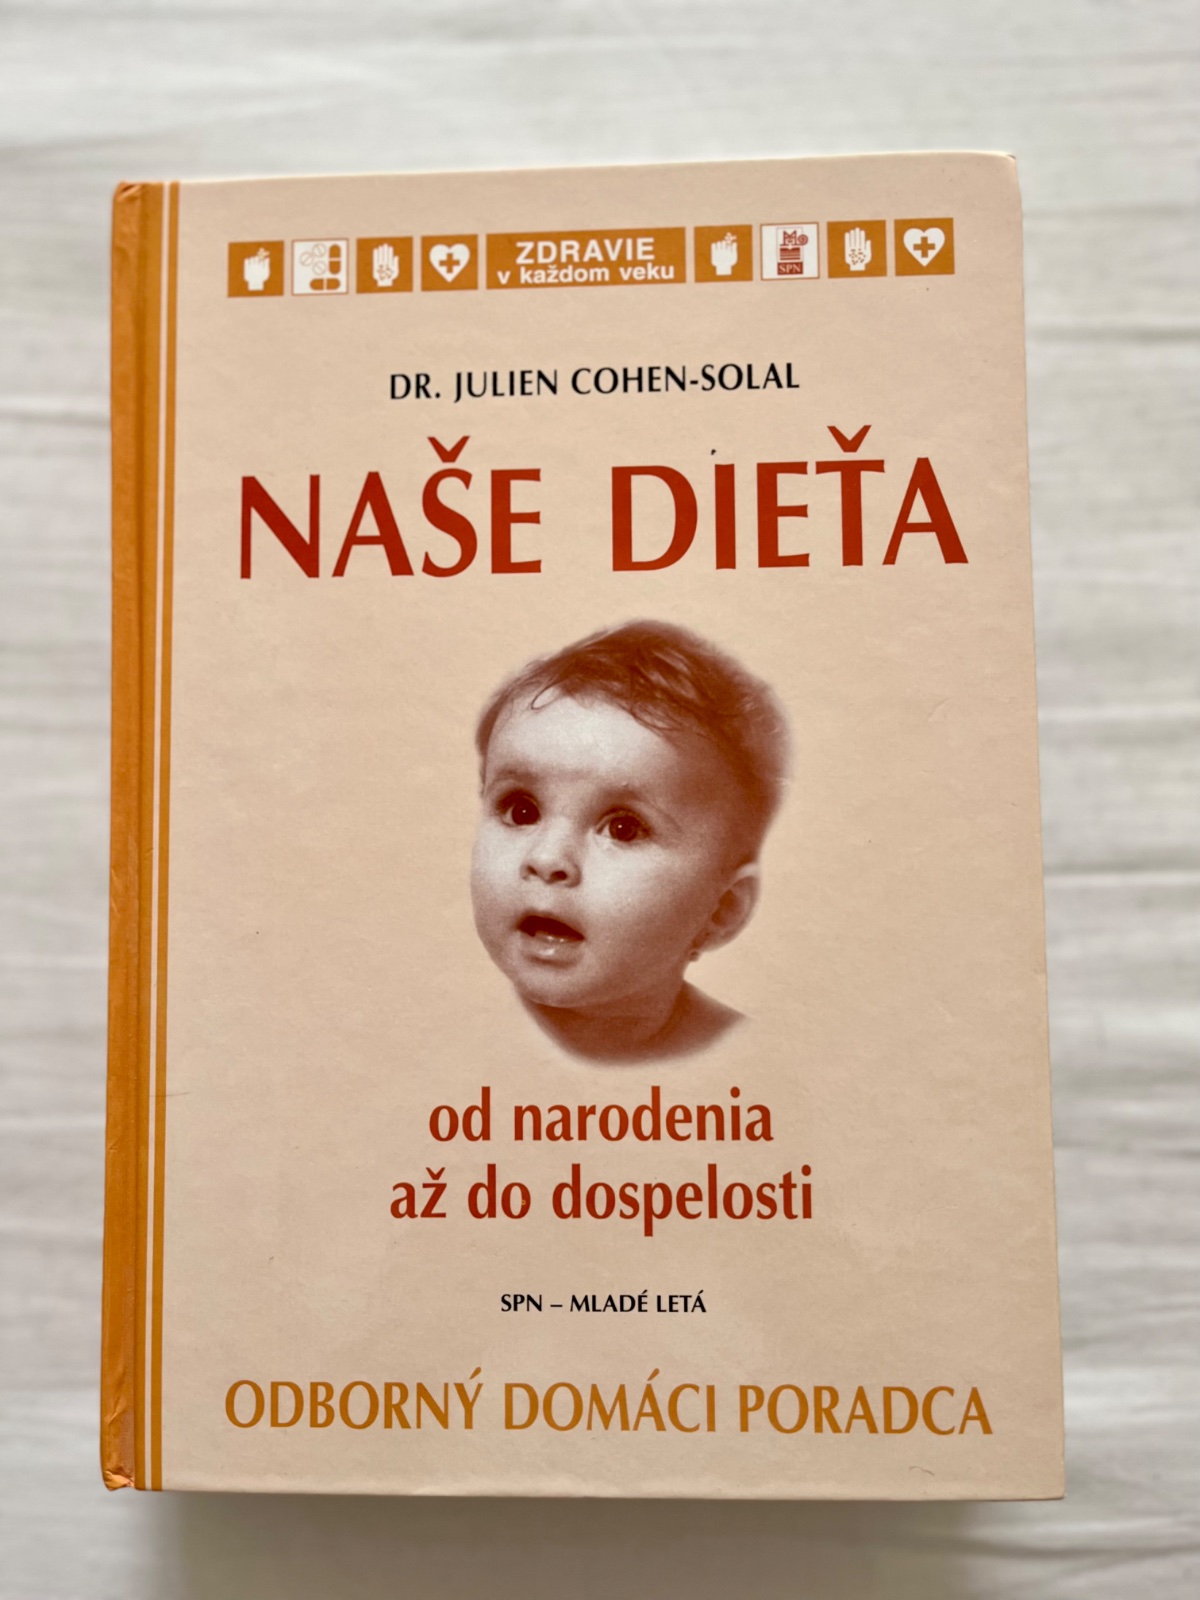 ZDRAVIE
v každom veku
SPN
DR. JULIEN COHEN-SOLAL
NAŠE DIEŤA
od narodenia
až do dospelosti
SPN – MLADÉ LETÁ
ODBORNÝ DOMÁCI PORADCA